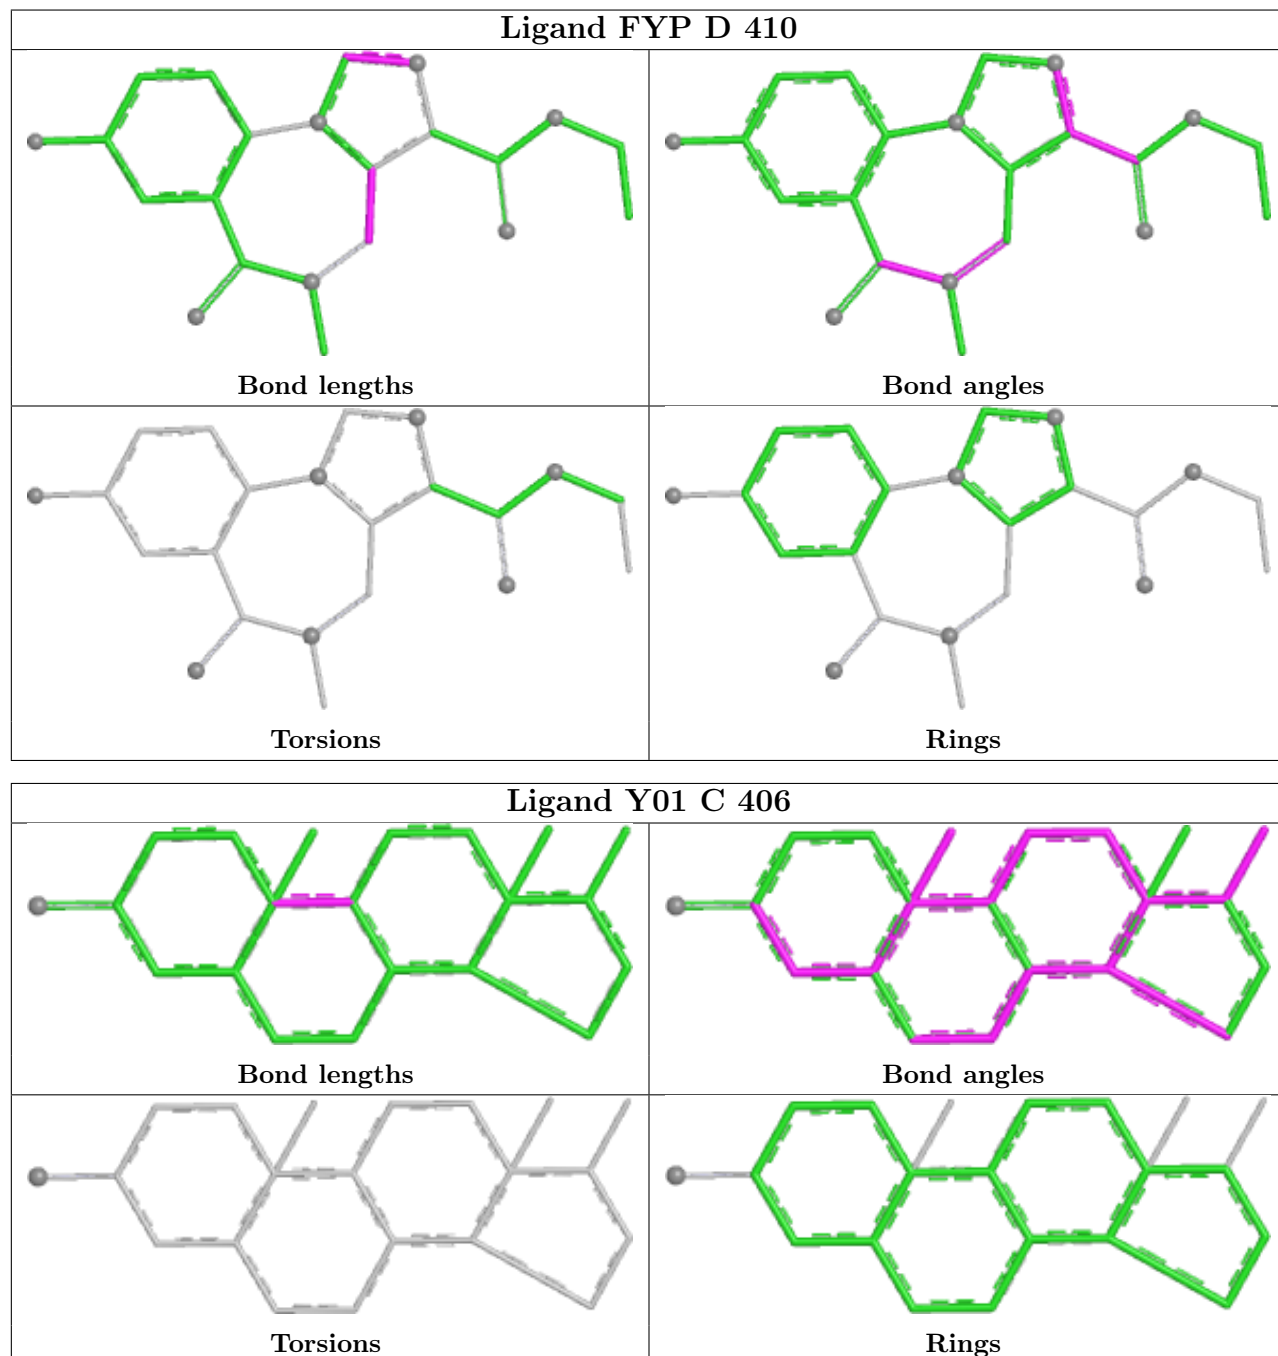 Ligand FYP D 410
Bond lengths
Bond angles
Torsions
Rings
Ligand Y01 C 406
Bond lengths
Bond angles
Torsions
Rings